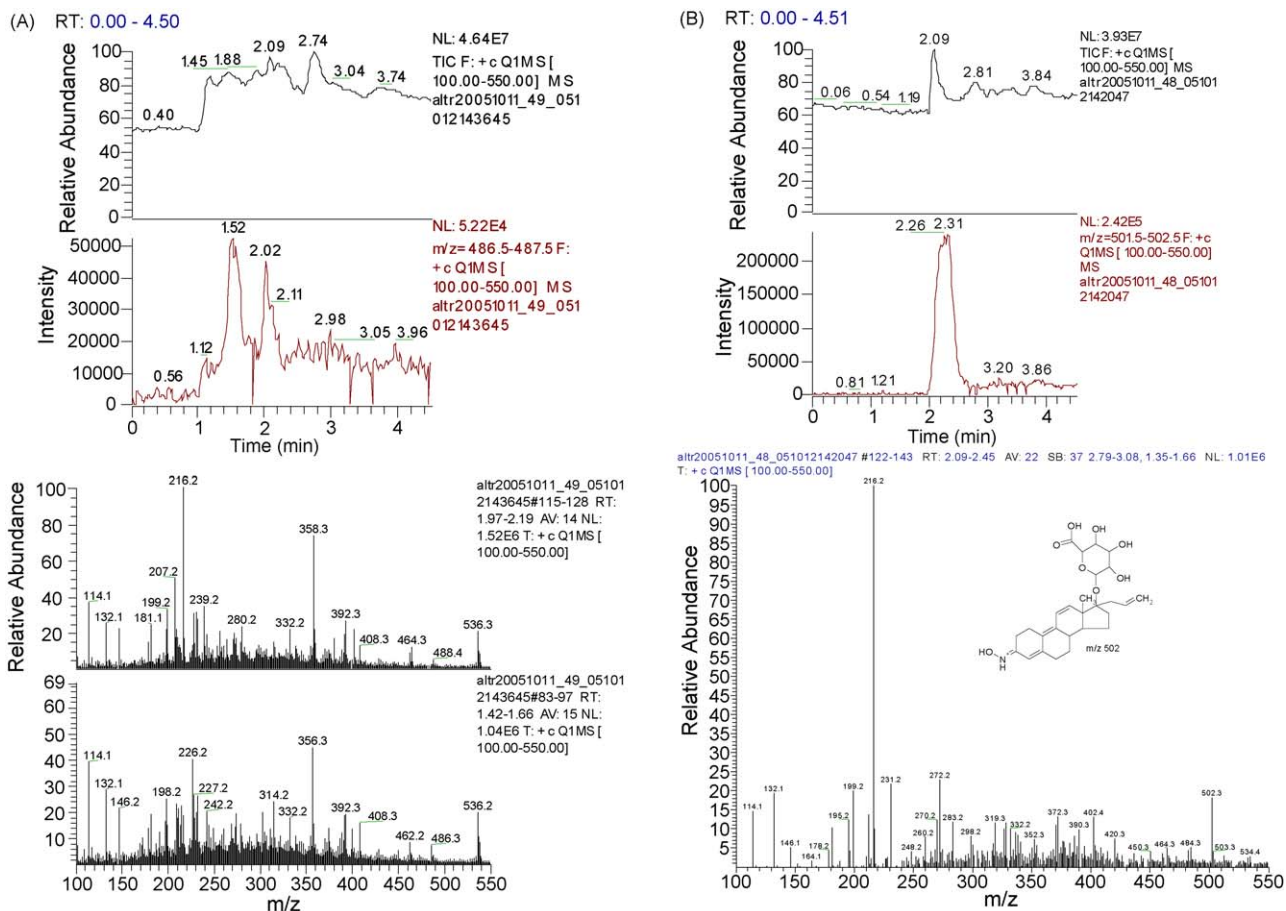 (A) RT: 0.00 - 4.50
NL: 4.64E7
TIC F: +c Q1MS [
100.00-550.00] MS
altr20051011_49_051
012143645
Relative Abundance
100
80
60
40
20
0
0.40
1.45
1.88
2.09
2.74
3.04
3.74
NL: 5.22E4
m/z= 486.5-487.5 F:
+c Q1MS [
100.00-550.00] MS
altr20051011_49_051
012143645
Intensity
50000
40000
30000
20000
10000
0
0.56
1.12
1.52
2.02
2.11
2.98
3.05
3.96
0 1 2 3 4
Time (min)
altr20051011_49_05101
2143645#115-128 RT:
1.97-2.19 AV: 14 NL:
1.52E6 T: +c Q1MS [
100.00-550.00]
Relative Abundance
100
80
60
40
20
0
114.1
132.1
181.1
199.2
207.2
216.2
239.2
280.2
332.2
358.3
392.3
408.3
464.3
488.4
536.3
altr20051011_49_05101
2143645#83-97 RT:
1.42-1.66 AV: 15 NL:
1.04E6 T: +c Q1MS [
100.00-550.00]
69
60
50
40
30
20
10
0
114.1
132.1
146.2
198.2
226.2
227.2
242.2
314.2
332.2
356.3
392.3
408.3
462.2
486.3
536.2
100 150 200 250 300 350 400 450 500 550
m/z
(B) RT: 0.00 - 4.51
NL: 3.93E7
TIC F: +c Q1MS [
100.00-550.00] MS
altr20051011_48_05101
2142047
Relative Abundance
100
80
60
40
20
0
0.06
0.54
1.19
2.09
2.81
3.84
NL: 2.42E5
m/z=501.5-502.5 F: +c
Q1MS [ 100.00-550.00]
MS
altr20051011_48_05101
2142047
Intensity
200000
150000
100000
50000
0
0.81
1.21
2.26
2.31
3.20
3.86
0 1 2 3 4
Time (min)
altr20051011_48_051012142047 #122-143 RT: 2.09-2.45 AV: 22 SB: 37 2.79-3.08, 1.35-1.66 NL: 1.01E6
T: +c Q1MS [ 100.00-550.00]
Relative Abundance
100
95
90
85
80
75
70
65
60
55
50
45
40
35
30
25
20
15
10
5
0
114.1
132.1
146.1
164.1
178.2
195.2
199.2
216.2
231.2
248.2
260.2
270.2
272.2
283.2
298.2
319.3
332.2
352.3
372.3
390.3
402.4
420.3
450.3
464.3
484.3
502.3
503.3
534.4
OH
OH
O
OH
O
OH
O
CH3
CH2
HO
N
H
m/z 502
100 150 200 250 300 350 400 450 500 550
m/z